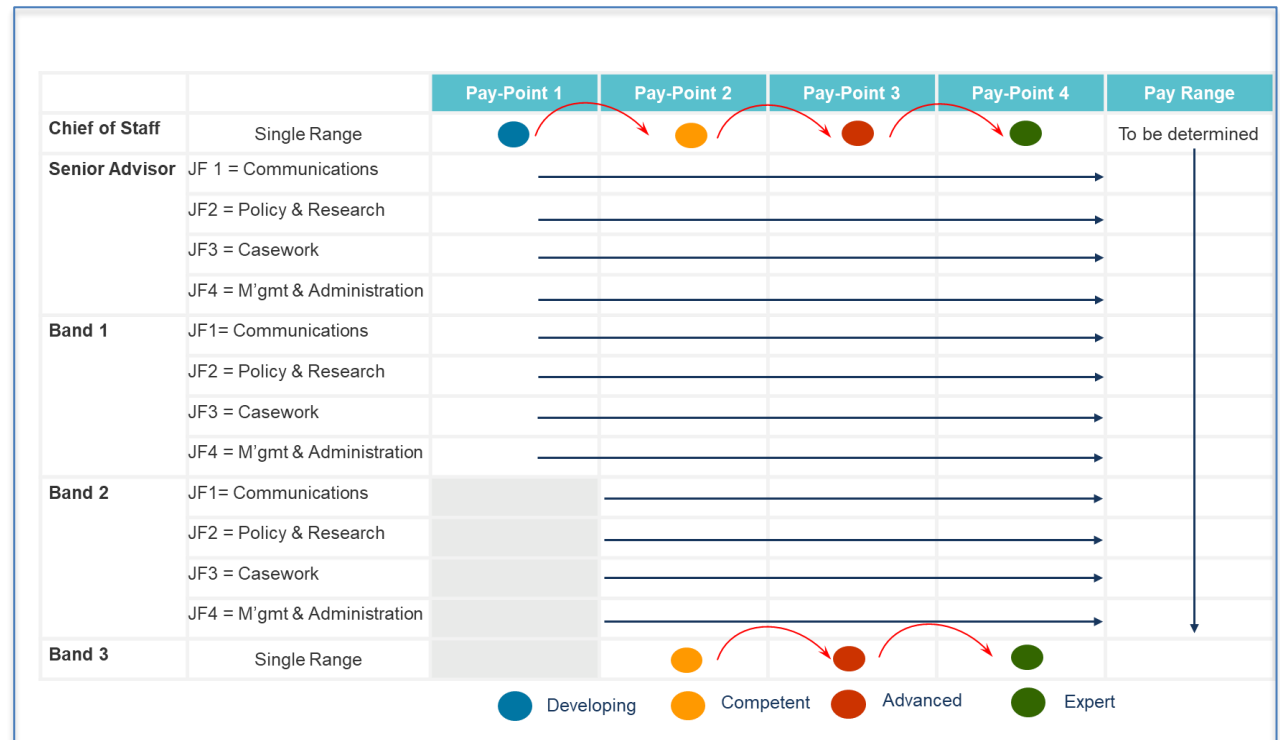 Pay-Point 1 Pay-Point 2 Pay-Point 3 Pay-Point 4 Pay Range
Chief of Staff Single Range To be determined
Senior Advisor JF 1 = Communications
JF2 = Policy & Research
JF3 = Casework
JF4 = M’gmt & Administration
Band 1 JF1= Communications
JF2 = Policy & Research
JF3 = Casework
JF4 = M’gmt & Administration
Band 2 JF1= Communications
JF2 = Policy & Research
JF3 = Casework
JF4 = M’gmt & Administration
Band 3 Single Range
Developing Competent Advanced Expert